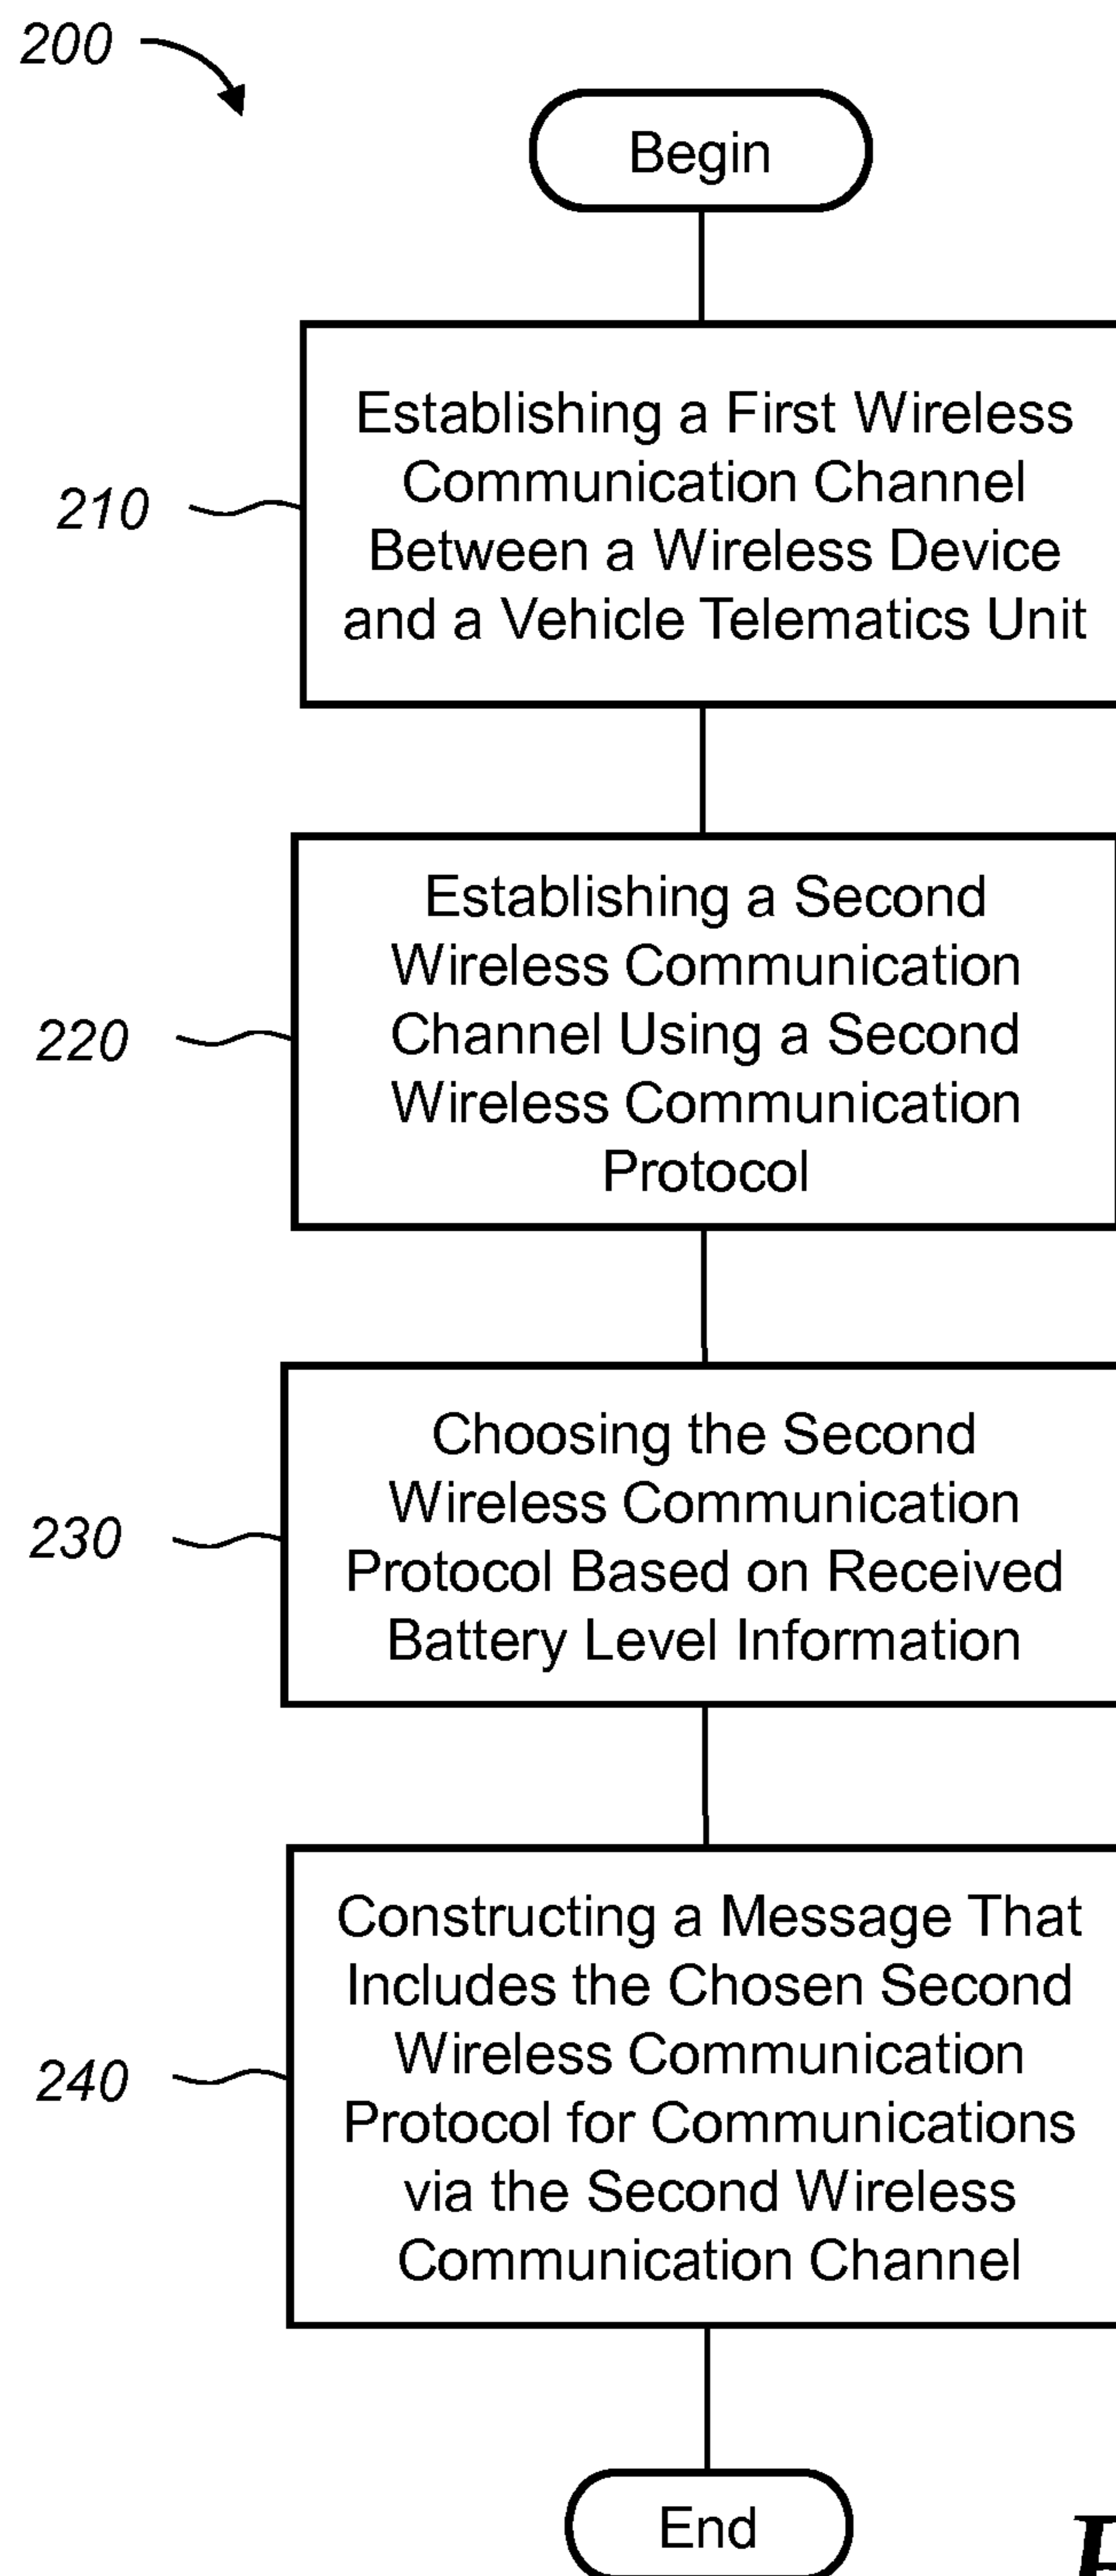 200
Begin
Establishing a First Wireless
Communication Channel
Between a Wireless Device
and a Vehicle Telematics Unit
210
Establishing a Second
Wireless Communication
Channel Using a Second
Wireless Communication
Protocol
220
Choosing the Second
Wireless Communication
Protocol Based on Received
Battery Level Information
230
Constructing a Message That
Includes the Chosen Second
Wireless Communication
Protocol for Communications
via the Second Wireless
Communication Channel
240
End